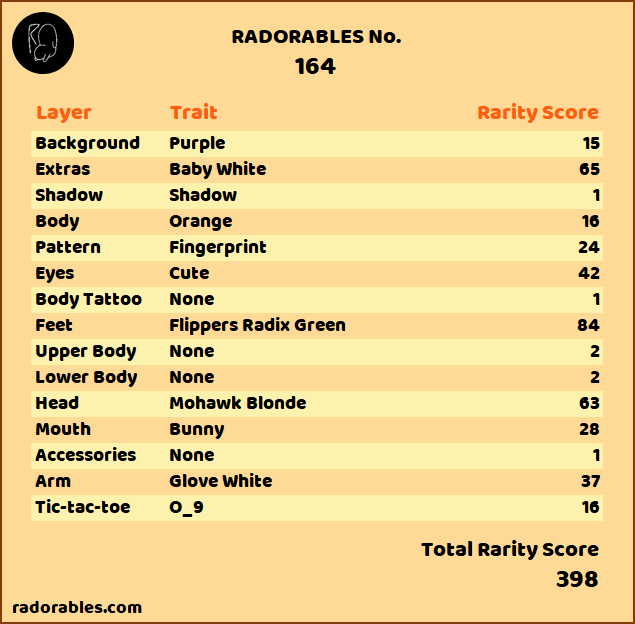 RADORABLES No.
164
Layer Trait Rarity Score
Background Purple 15
Extras Baby White 65
Shadow Shadow 1
Body Orange 16
Pattern Fingerprint 24
Eyes Cute 42
Body Tattoo None 1
Feet Flippers Radix Green 84
Upper Body None 2
Lower Body None 2
Head Mohawk Blonde 63
Mouth Bunny 28
Accessories None 1
Arm Glove White 37
Tic-tac-toe O_9 16
Total Rarity Score
398
radorables.com